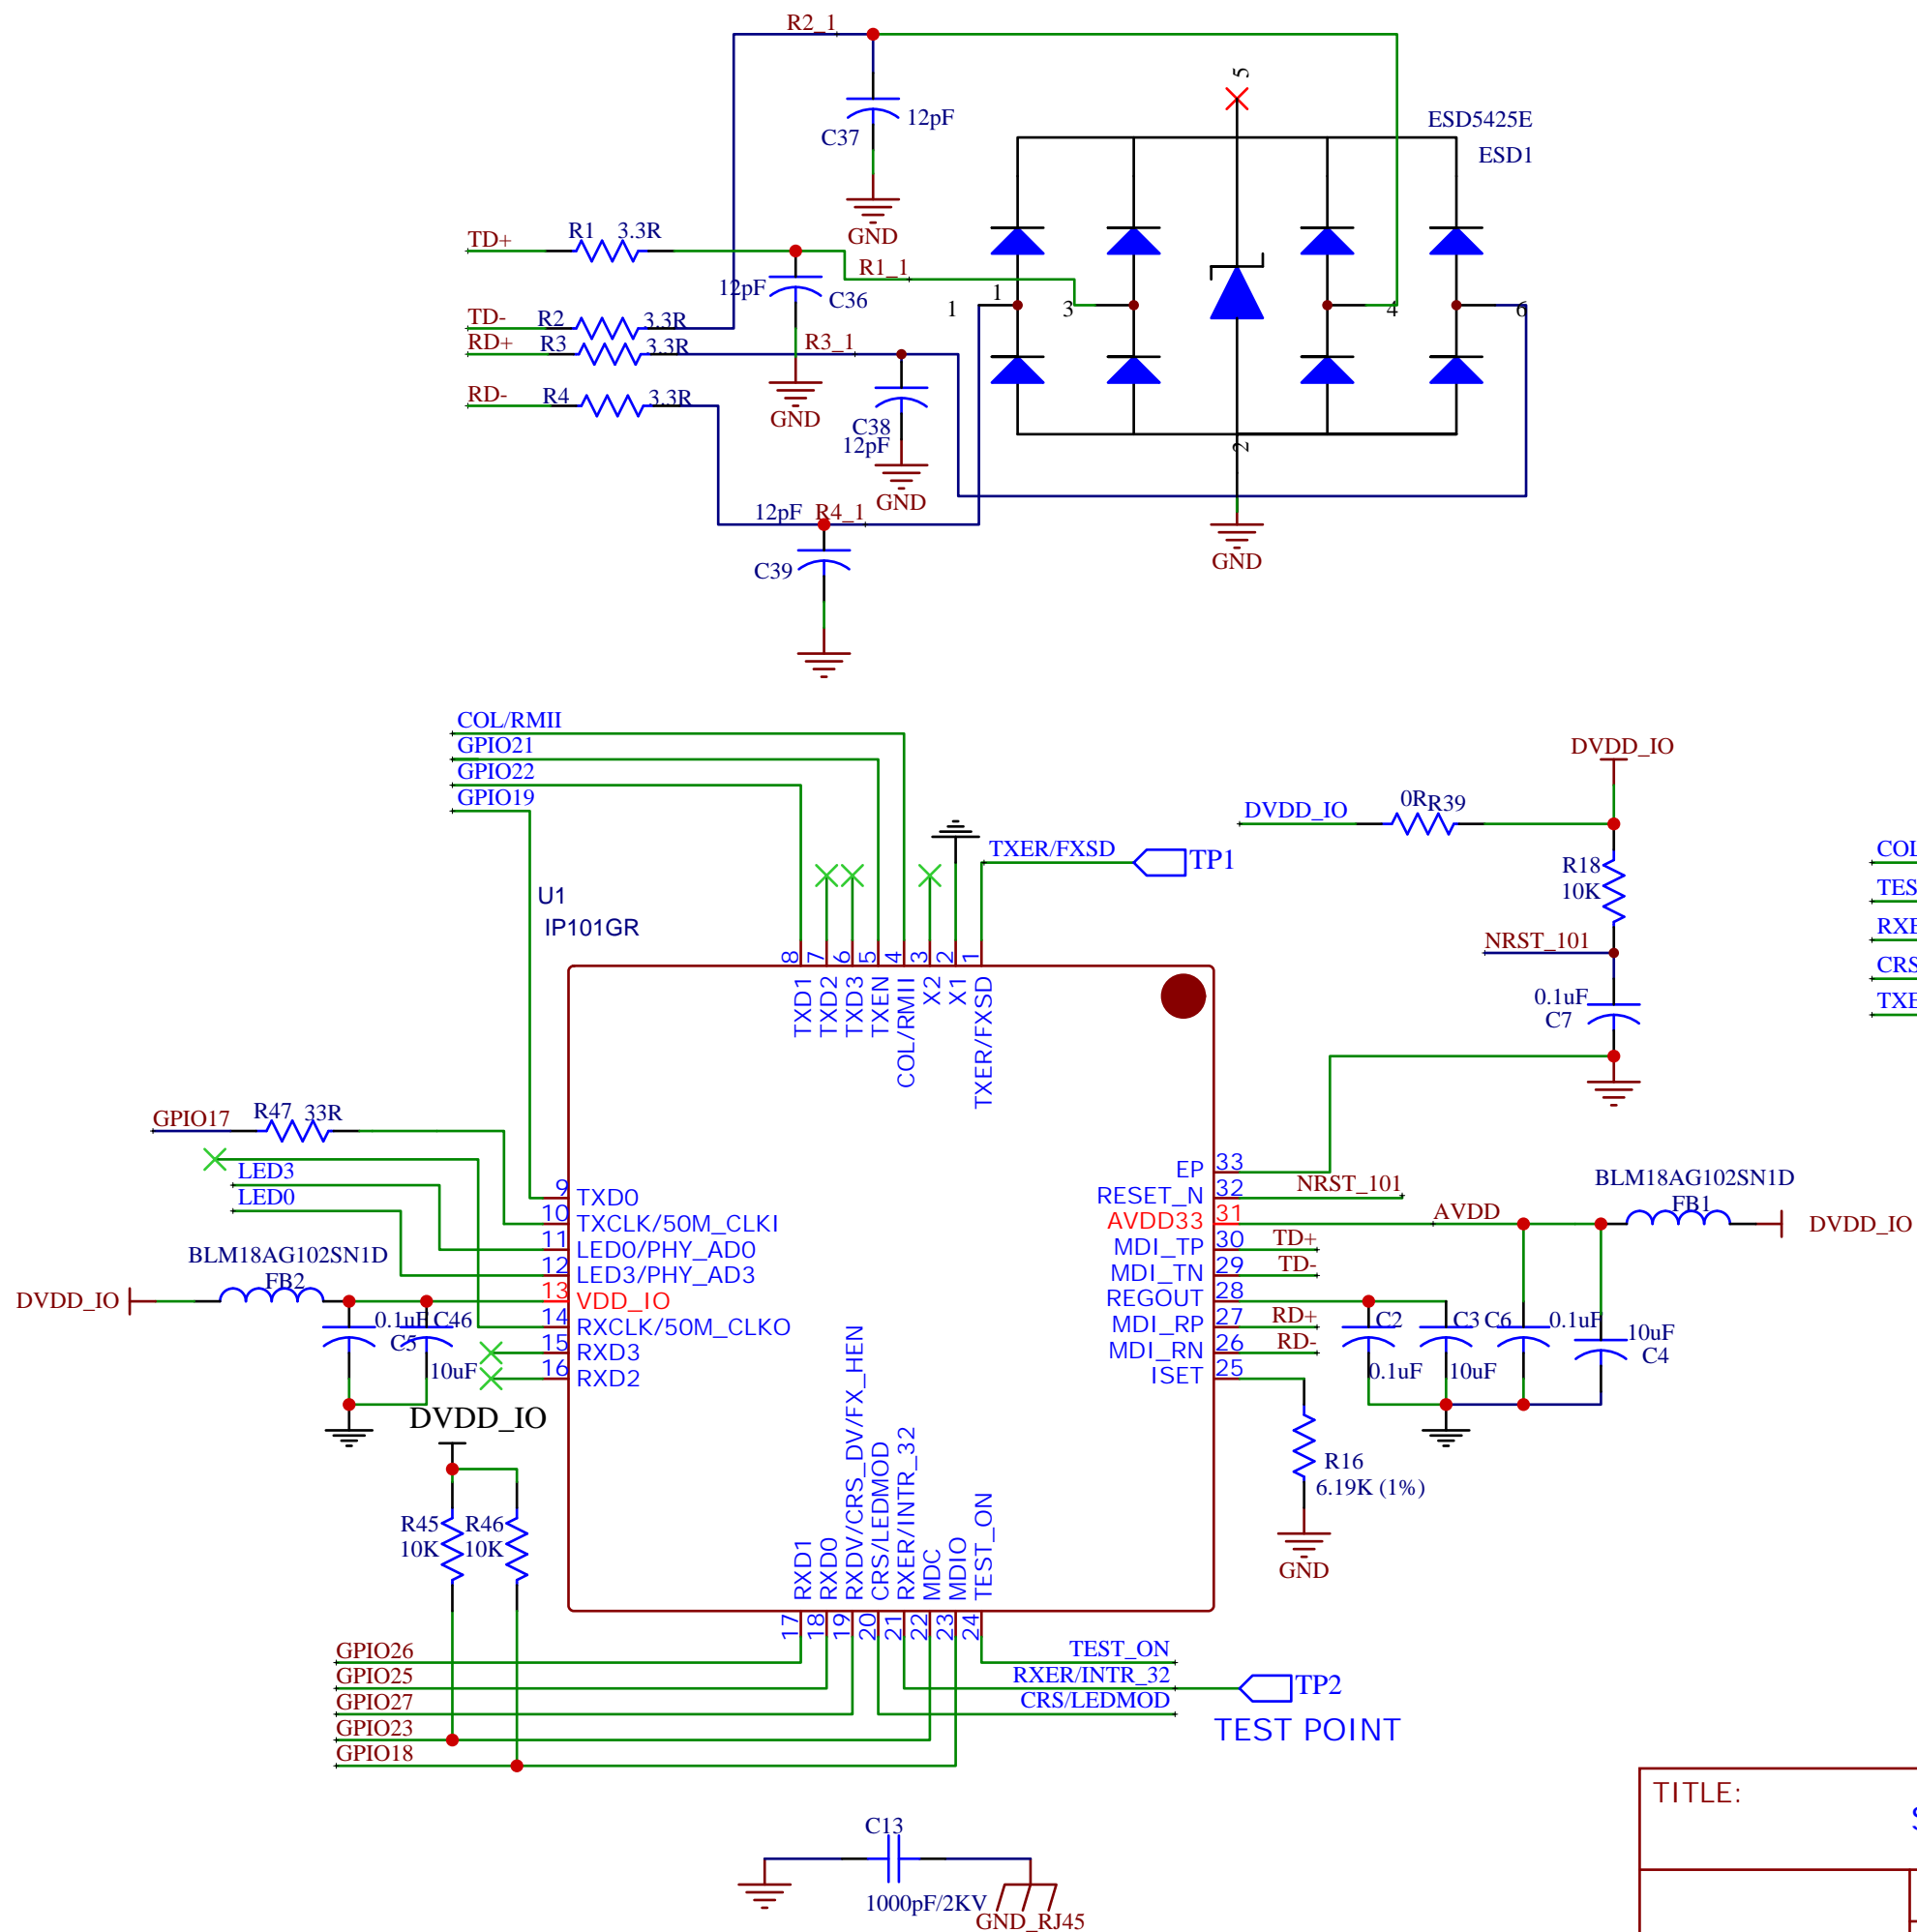 R2_1
5
12pF
C37
ESD5425E
ESD1
GND
TD+
R1 3.3R
R1_1
12pF
C36
1
1
3
4
6
TD-
R2 3.3R
RD+
R3 3.3R
R3_1
RD-
R4 3.3R
GND
C38
12pF
2
GND
12pF R4_1
GND
C39
COL/RMII
GPIO21
GPIO22
GPIO19
DVDD_IO
DVDD_IO
0R R39
TXER/FXSD
TP1
R18
10K
U1
IP101GR
NRST_101
8 7 6 5 4 3 2 1
TXD1
TXD2
TXD3
TXEN
COL/RMII
X2
X1
TXER/FXSD
0.1uF
C7
COL
TES
RXE
CRS
TXE
GPIO17
R47 33R
LED3
LED0
9 TXD0
10 TXCLK/50M_CLKI
11 LED0/PHY_AD0
12 LED3/PHY_AD3
13 VDD_IO
14 RXCLK/50M_CLKO
15 RXD3
16 RXD2
BLM18AG102SN1D
FB2
DVDD_IO
0.1uF C46
C5
10uF
EP 33
RESET_N 32 NRST_101
AVDD33 31 AVDD
MDI_TP 30 TD+
MDI_TN 29 TD-
REGOUT 28
MDI_RP 27 RD+
MDI_RN 26 RD-
ISET 25
BLM18AG102SN1D
FB1
DVDD_IO
C2 C3 C6 0.1uF
10uF
C4
0.1uF 10uF
DVDD_IO
R45 R46
10K 10K
R16
6.19K (1%)
GND
RXD1
RXD0
RXDV/CRS_DV/FX_HEN
CRS/LEDMOD
RXER/INTR_32
MDC
MDIO
TEST_ON
17 18 19 20 21 22 23 24
GPIO26
GPIO25
GPIO27
GPIO23
GPIO18
TEST_ON
RXER/INTR_32
CRS/LEDMOD
TP2
TEST POINT
TITLE:
C13
1000pF/2KV
GND_RJ45